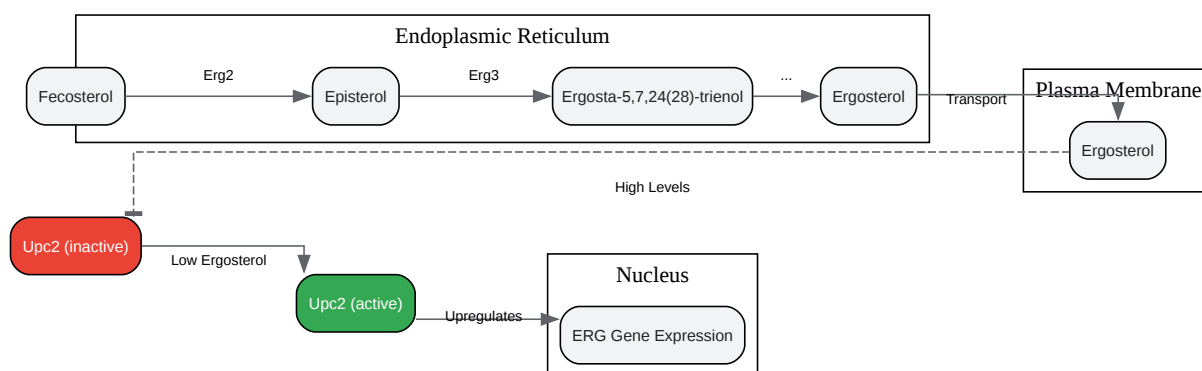 Endoplasmic Reticulum
Fecosterol
Erg2
Episterol
Erg3
Ergosta-5,7,24(28)-trienol
...
Ergosterol
Transport
Plasma Membrane
Ergosterol
High Levels
Upc2 (inactive)
Low Ergosterol
Upc2 (active)
Upregulates
Nucleus
ERG Gene Expression